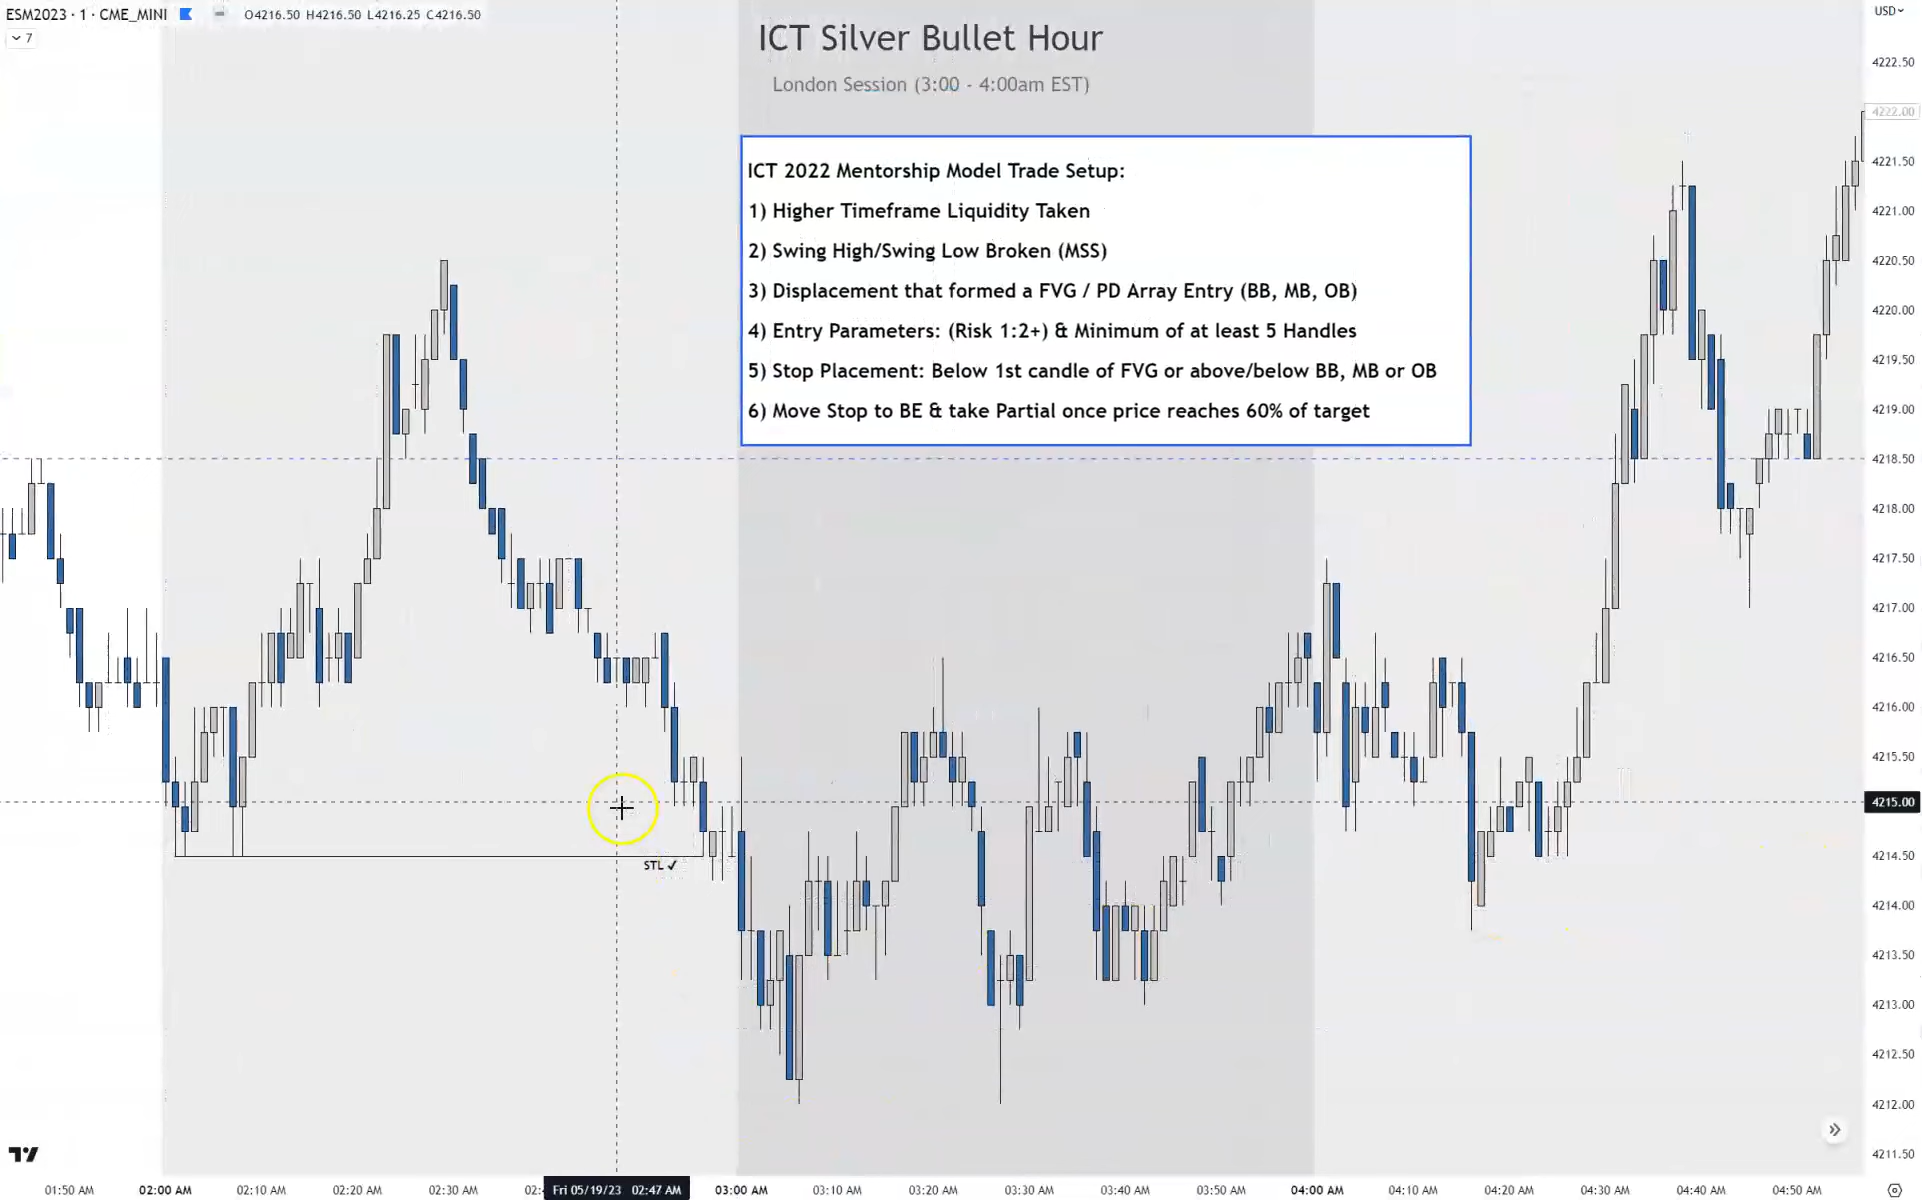 ESM2023 · 1 · CME_MINI O4216.50 H4216.50 L4216.25 C4216.50
7
USD
ICT Silver Bullet Hour
London Session (3:00 - 4:00am EST)
ICT 2022 Mentorship Model Trade Setup:
1) Higher Timeframe Liquidity Taken
2) Swing High/Swing Low Broken (MSS)
3) Displacement that formed a FVG / PD Array Entry (BB, MB, OB)
4) Entry Parameters: (Risk 1:2+) & Minimum of at least 5 Handles
5) Stop Placement: Below 1st candle of FVG or above/below BB, MB or OB
6) Move Stop to BE & take Partial once price reaches 60% of target
STL ✓
4222.50
4222.00
4221.50
4221.00
4220.50
4220.00
4219.50
4219.00
4218.50
4218.00
4217.50
4217.00
4216.50
4216.00
4215.50
4215.00
4214.50
4214.00
4213.50
4213.00
4212.50
4212.00
4211.50
01:50 AM 02:00 AM 02:10 AM 02:20 AM 02:30 AM 02: Fri 05/19/23 02:47 AM 03:00 AM 03:10 AM 03:20 AM 03:30 AM 03:40 AM 03:50 AM 04:00 AM 04:10 AM 04:20 AM 04:30 AM 04:40 AM 04:50 AM